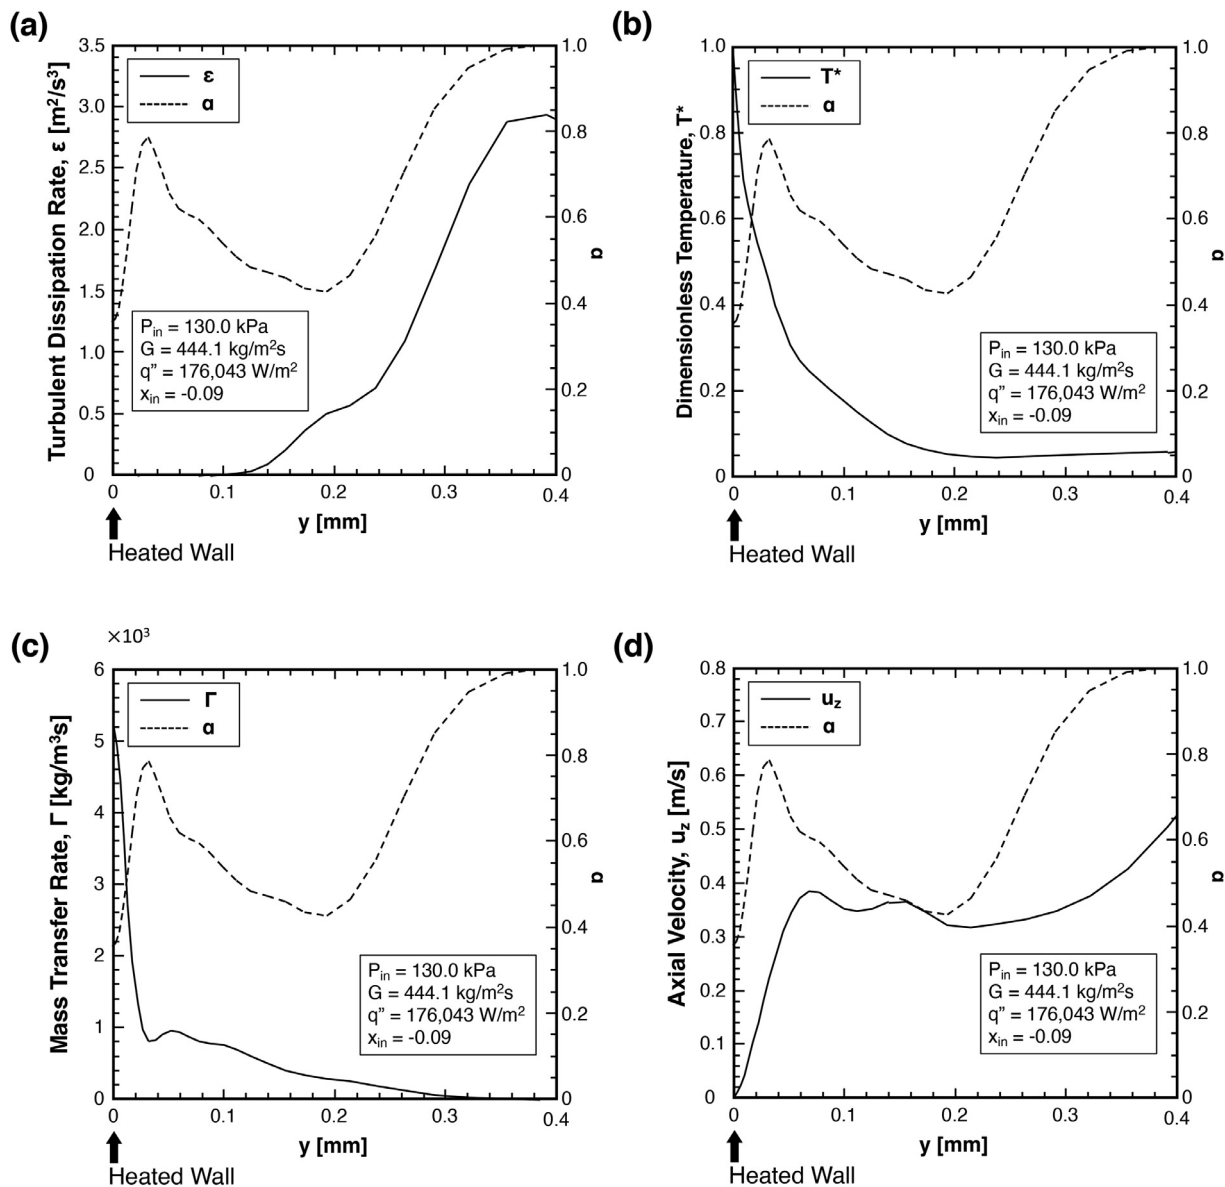 (a)
3.5
3.0
2.5
2.0
1.5
1.0
0.5
0
Turbulent Dissipation Rate, ε [m²/s³]
ε
α
1.0
0.8
0.6
0.4
0.2
0
α
P_in = 130.0 kPa
G = 444.1 kg/m²s
q” = 176,043 W/m²
x_in = -0.09
0 0.1 0.2 0.3 0.4
y [mm]
Heated Wall
(b)
1.0
0.8
0.6
0.4
0.2
0
Dimensionless Temperature, T*
T*
α
1.0
0.8
0.6
0.4
0.2
0
α
P_in = 130.0 kPa
G = 444.1 kg/m²s
q” = 176,043 W/m²
x_in = -0.09
0 0.1 0.2 0.3 0.4
y [mm]
Heated Wall
(c)
×10³
6
5
4
3
2
1
0
Mass Transfer Rate, Γ [kg/m³s]
Γ
α
1.0
0.8
0.6
0.4
0.2
0
α
P_in = 130.0 kPa
G = 444.1 kg/m²s
q” = 176,043 W/m²
x_in = -0.09
0 0.1 0.2 0.3 0.4
y [mm]
Heated Wall
(d)
0.8
0.7
0.6
0.5
0.4
0.3
0.2
0.1
0
Axial Velocity, u_z [m/s]
u_z
α
1.0
0.8
0.6
0.4
0.2
0
α
P_in = 130.0 kPa
G = 444.1 kg/m²s
q” = 176,043 W/m²
x_in = -0.09
0 0.1 0.2 0.3 0.4
y [mm]
Heated Wall